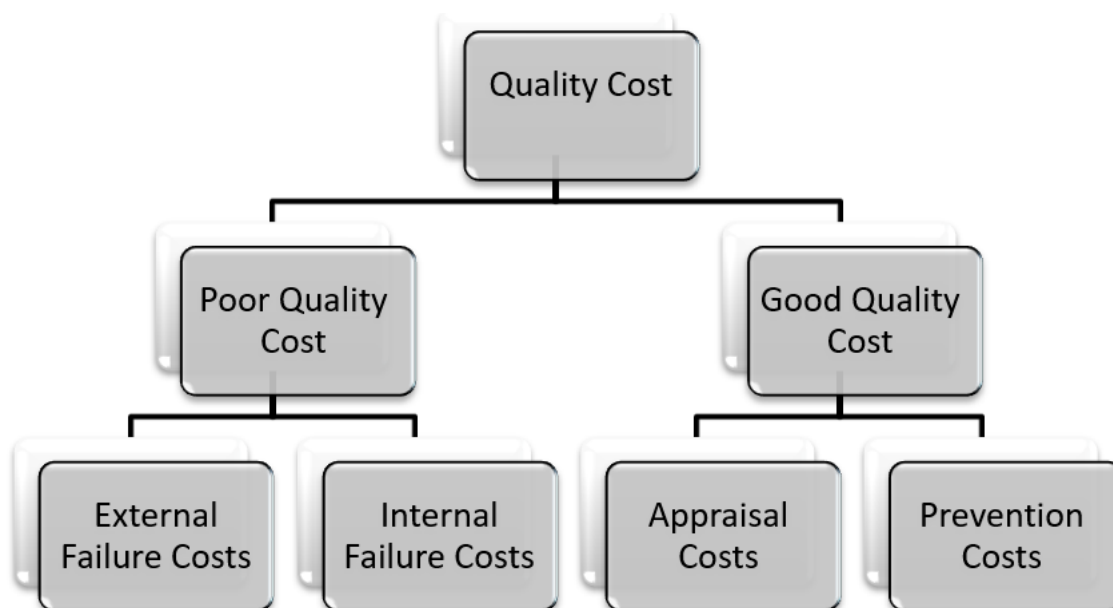 Quality Cost
Poor Quality
Cost
Good Quality
Cost
External
Failure Costs
Internal
Failure Costs
Appraisal
Costs
Prevention
Costs